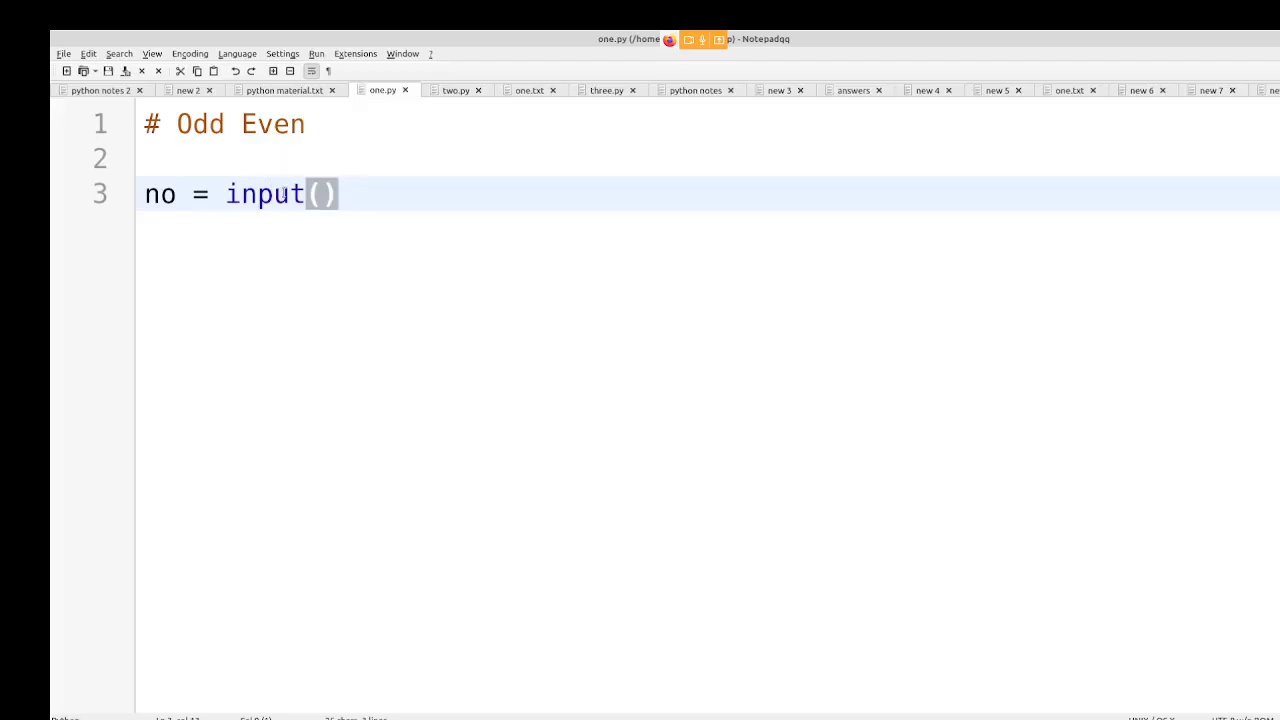 one.py (/home p) - Notepadqq
File Edit Search View Encoding Language Settings Run Extensions Window ?
python notes 2 new 2 python material.txt one.py two.py one.txt three.py python notes new 3 answers new 4 new 5 one.txt new 6 new 7
1 # Odd Even
2
3 no = input()